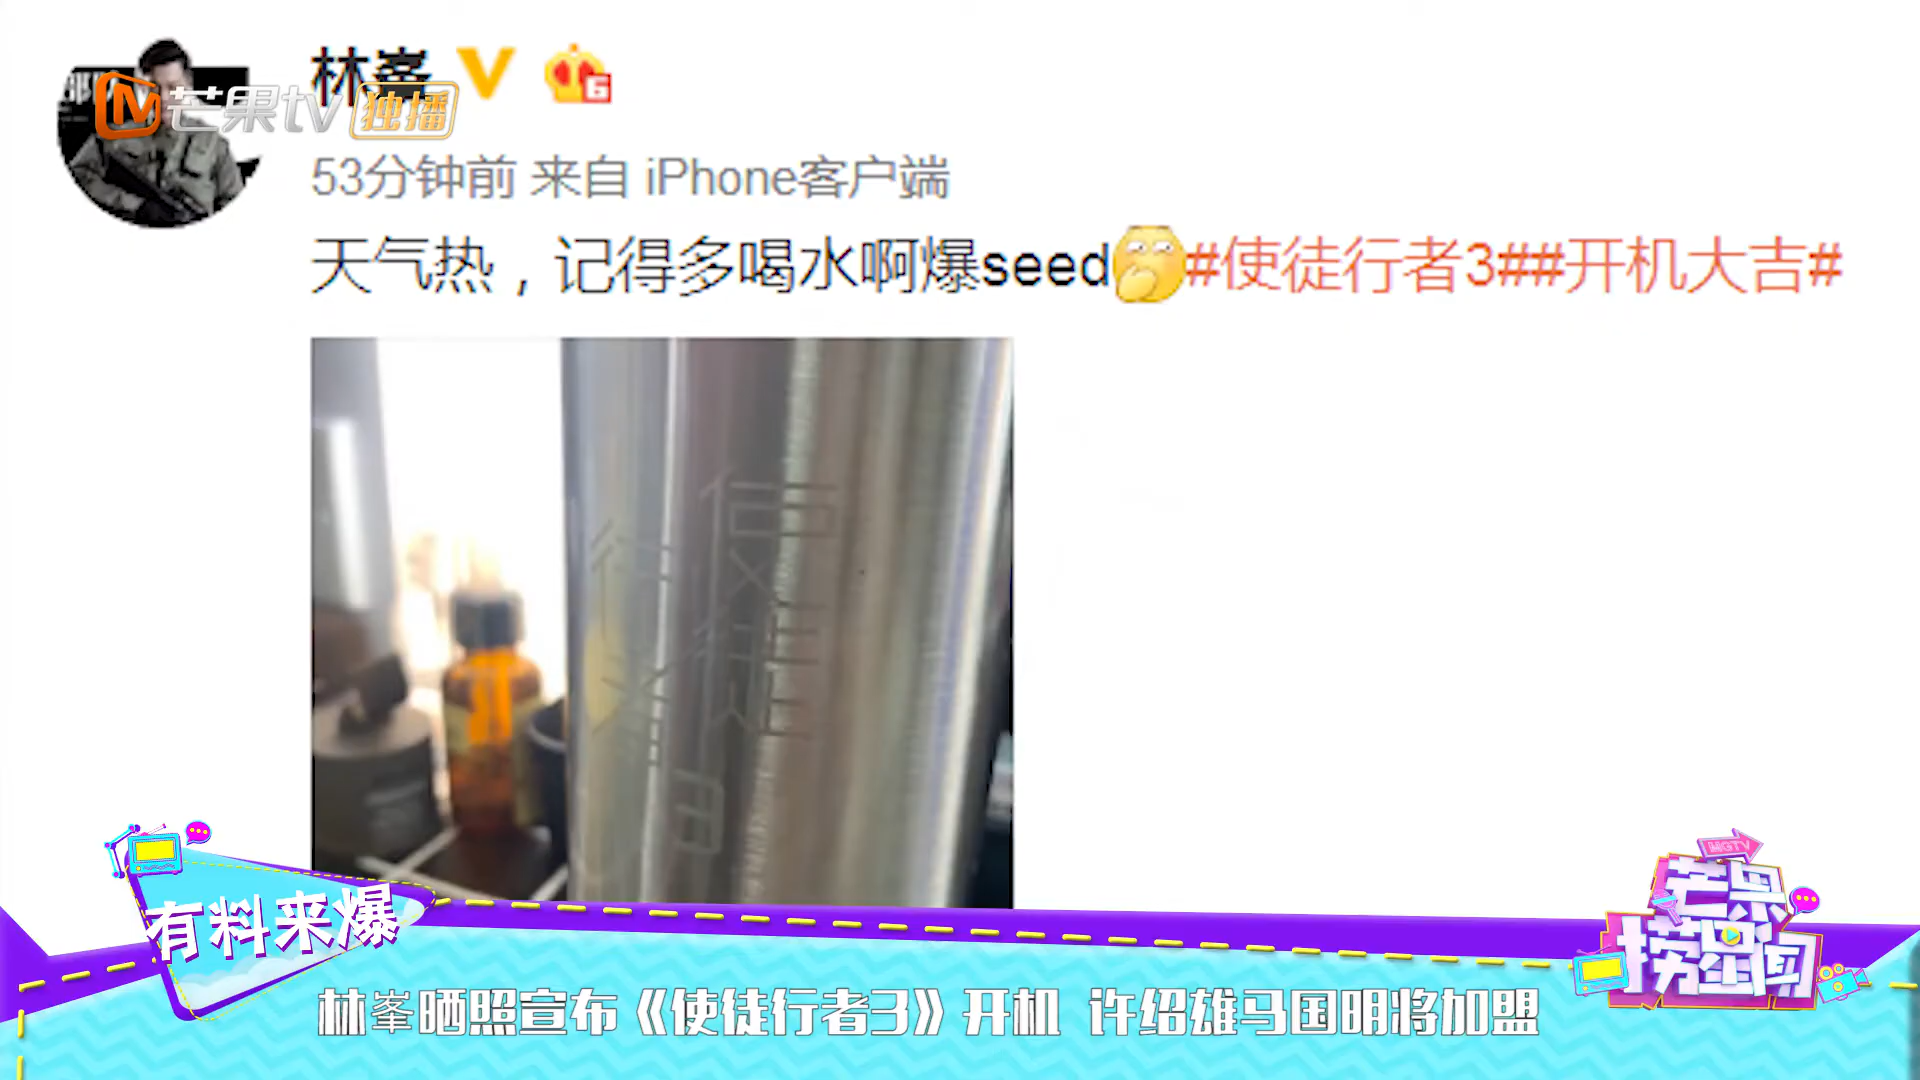 林峯
芒果tv 独播
53分钟前 来自 iPhone客户端
天气热，记得多喝水啊爆seed#使徒行者3##开机大吉#
使徒
行者
有料来爆
MGTV
芒果
捞星闻
林峯晒照宣布《使徒行者3》开机 许绍雄马国明将加盟